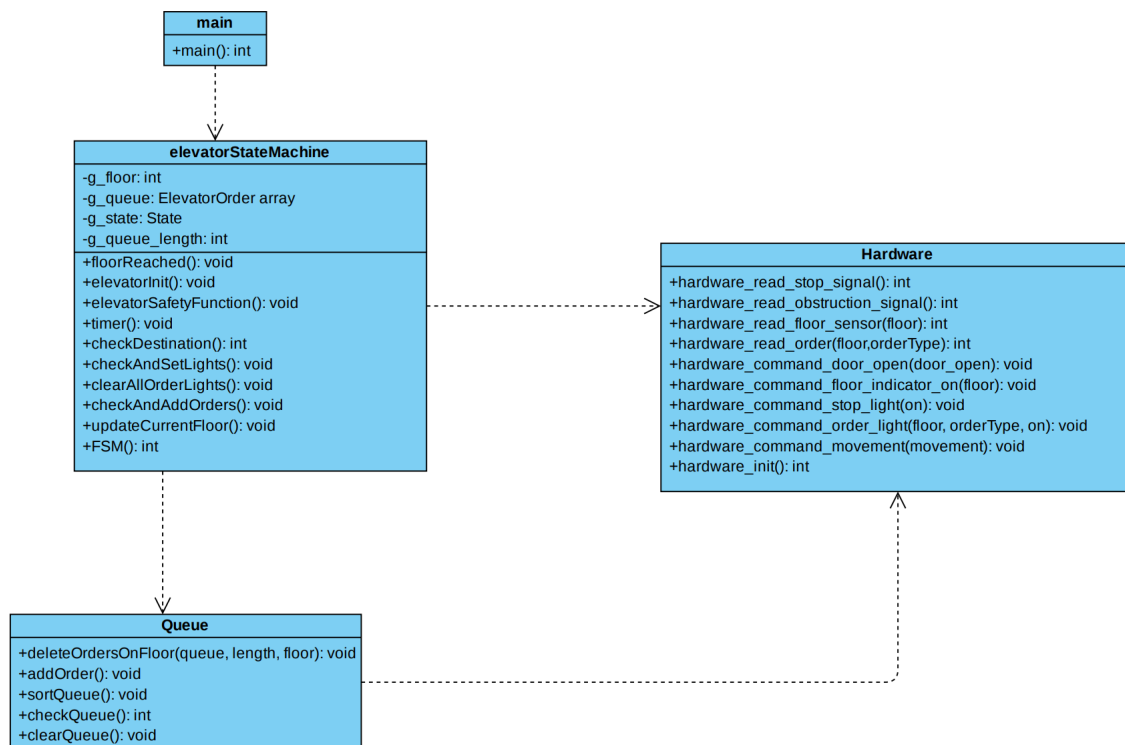 main
+main(): int
elevatorStateMachine
-g_floor: int
-g_queue: ElevatorOrder array
-g_state: State
-g_queue_length: int
+floorReached(): void
+elevatorInit(): void
+elevatorSafetyFunction(): void
+timer(): void
+checkDestination(): int
+checkAndSetLights(): void
+clearAllOrderLights(): void
+checkAndAddOrders(): void
+updateCurrentFloor(): void
+FSM(): int
Hardware
+hardware_read_stop_signal(): int
+hardware_read_obstruction_signal(): int
+hardware_read_floor_sensor(floor): int
+hardware_read_order(floor,orderType): int
+hardware_command_door_open(door_open): void
+hardware_command_floor_indicator_on(floor): void
+hardware_command_stop_light(on): void
+hardware_command_order_light(floor, orderType, on): void
+hardware_command_movement(movement): void
+hardware_init(): int
Queue
+deleteOrdersOnFloor(queue, length, floor): void
+addOrder(): void
+sortQueue(): void
+checkQueue(): int
+clearQueue(): void